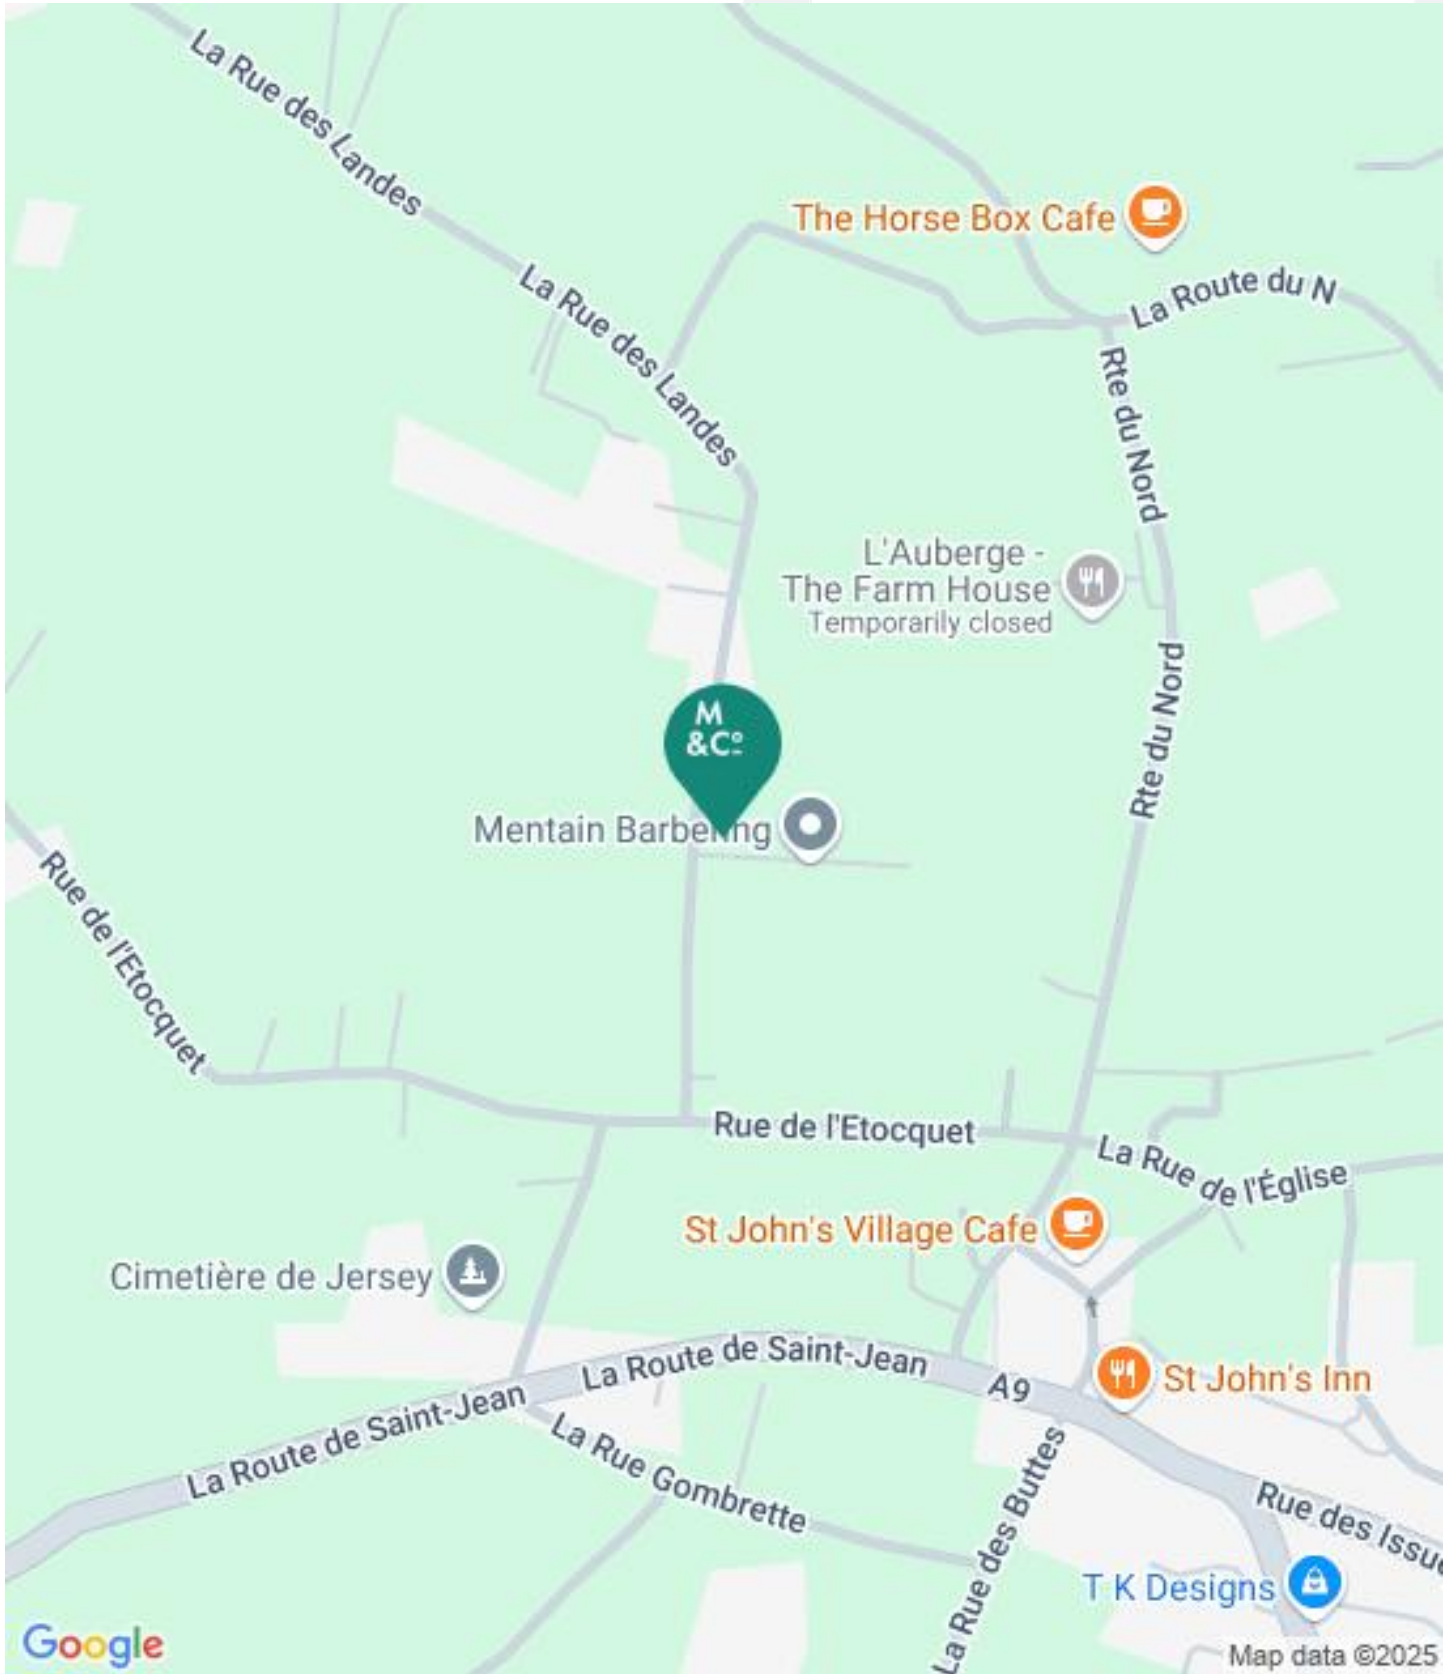 La Rue des Landes
The Horse Box Cafe
La Route du N
La Rue des Landes
Rte du Nord
L'Auberge -
The Farm House
Temporarily closed
Rte du Nord
M
&Cº
Mentain Barbering
Rue de l'Etocquet
Rue de l'Etocquet
La Rue de l'Église
St John's Village Cafe
Cimetière de Jersey
La Route de Saint-Jean
A9
St John's Inn
La Route de Saint-Jean
La Rue Gombrette
La Rue des Buttes
Rue des Issue
T K Designs
Google
Map data ©2025